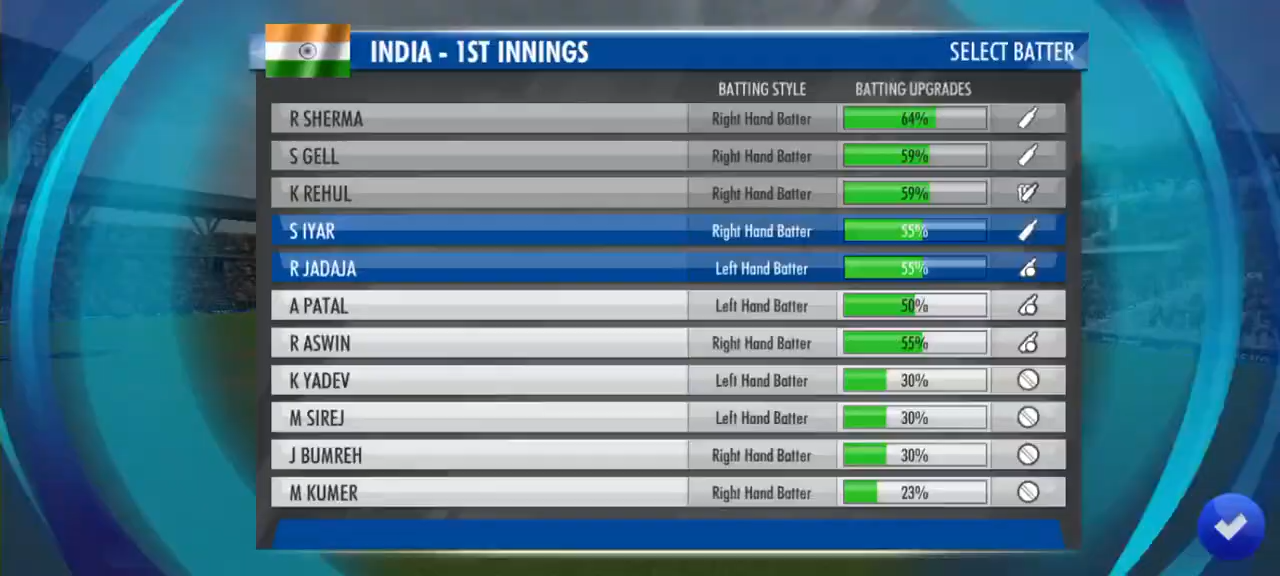 INDIA - 1ST INNINGS SELECT BATTER
BATTING STYLE BATTING UPGRADES
R SHERMA Right Hand Batter 64%
S GELL Right Hand Batter 59%
K REHUL Right Hand Batter 59%
S IYAR Right Hand Batter 55%
R JADAJA Left Hand Batter 55%
A PATAL Left Hand Batter 50%
R ASWIN Right Hand Batter 55%
K YADEV Left Hand Batter 30%
M SIREJ Left Hand Batter 30%
J BUMREH Right Hand Batter 30%
M KUMER Right Hand Batter 23%